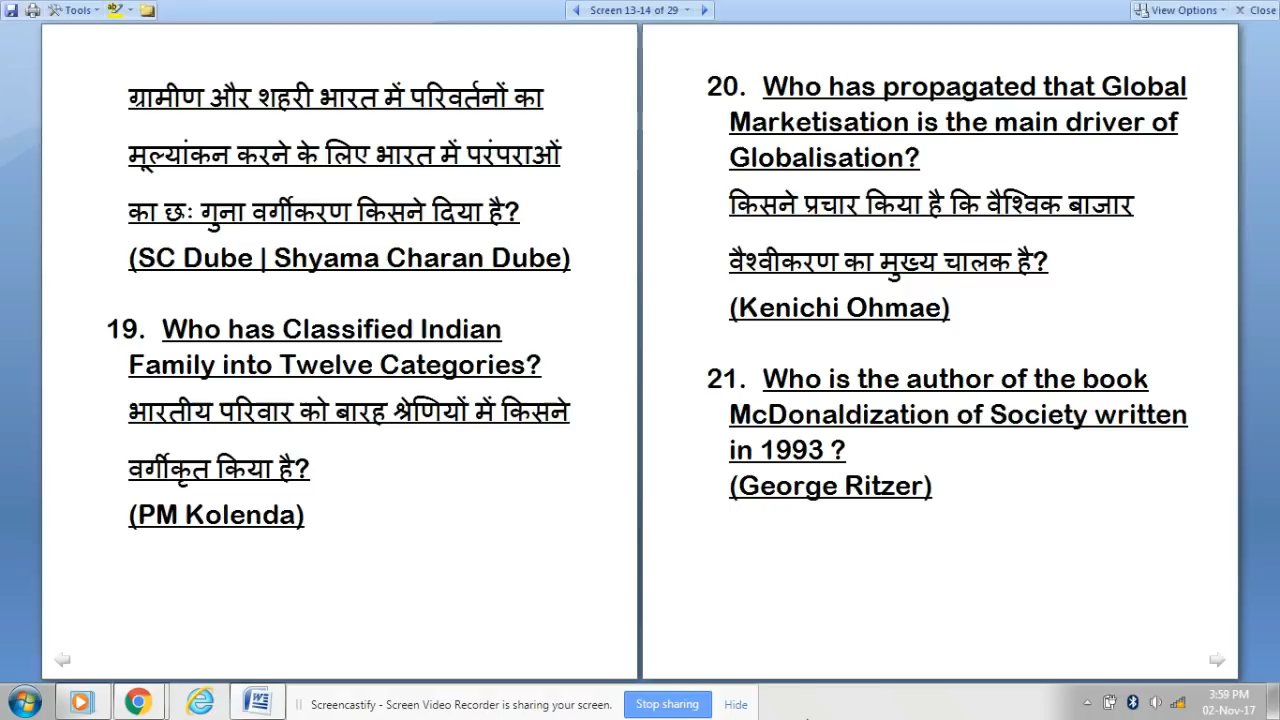 Tools
Screen 13-14 of 29
View Options
Close
ग्रामीण और शहरी भारत में परिवर्तनों का
मूल्यांकन करने के लिए भारत में परंपराओं
का छः गुना वर्गीकरण किसने दिया है?
(SC Dube | Shyama Charan Dube)
19. Who has Classified Indian
Family into Twelve Categories?
भारतीय परिवार को बारह श्रेणियों में किसने
वर्गीकृत किया है?
(PM Kolenda)
20. Who has propagated that Global
Marketisation is the main driver of
Globalisation?
किसने प्रचार किया है कि वैश्विक बाजार
वैश्वीकरण का मुख्य चालक है?
(Kenichi Ohmae)
21. Who is the author of the book
McDonaldization of Society written
in 1993 ?
(George Ritzer)
Screencastify - Screen Video Recorder is sharing your screen.
Stop sharing
Hide
3:59 PM
02-Nov-17